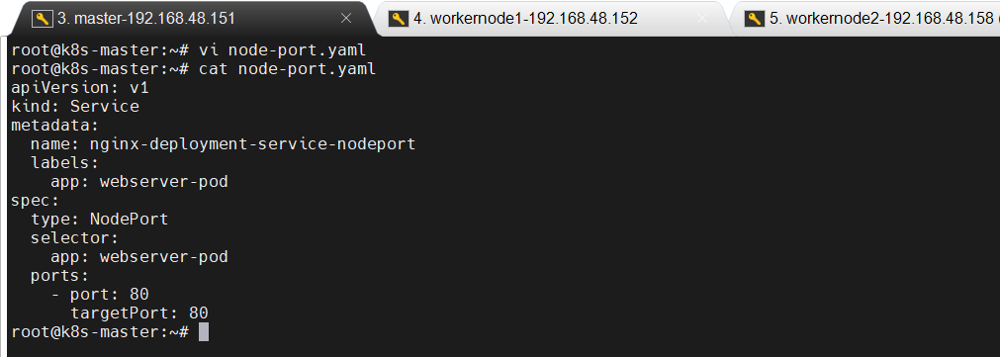 3. master-192.168.48.151
4. workernode1-192.168.48.152
5. workernode2-192.168.48.158 (
root@k8s-master:~# vi node-port.yaml
root@k8s-master:~# cat node-port.yaml
apiVersion: v1
kind: Service
metadata:
  name: nginx-deployment-service-nodeport
  labels:
    app: webserver-pod
spec:
  type: NodePort
  selector:
    app: webserver-pod
  ports:
    - port: 80
      targetPort: 80
root@k8s-master:~#